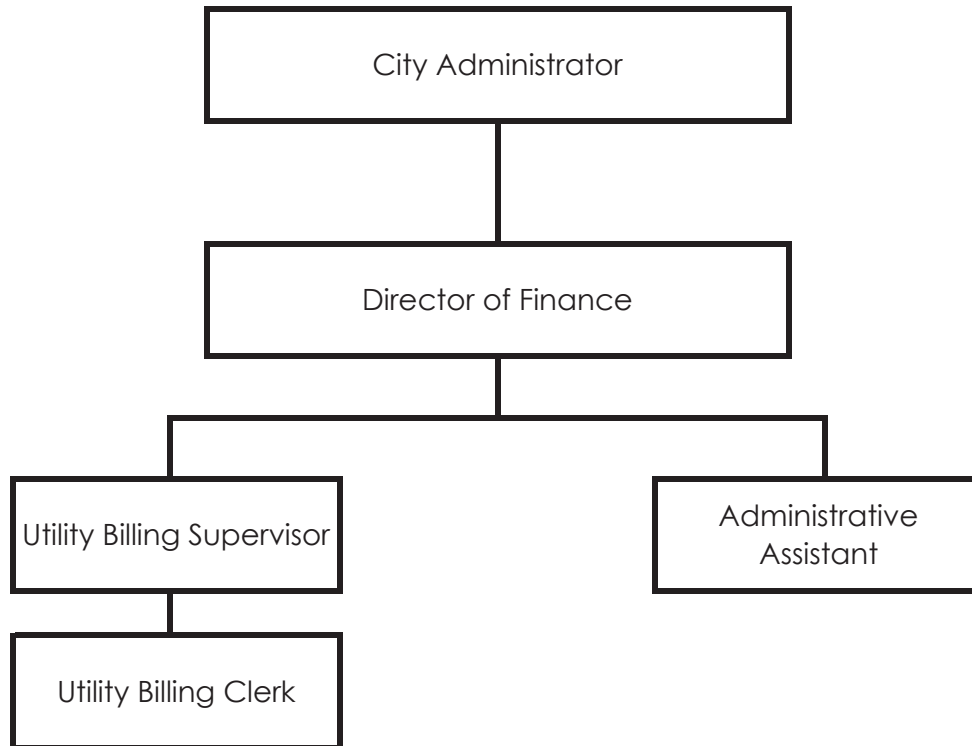 City Administrator
Director of Finance
Utility Billing Supervisor
Administrative
Assistant
Utility Billing Clerk